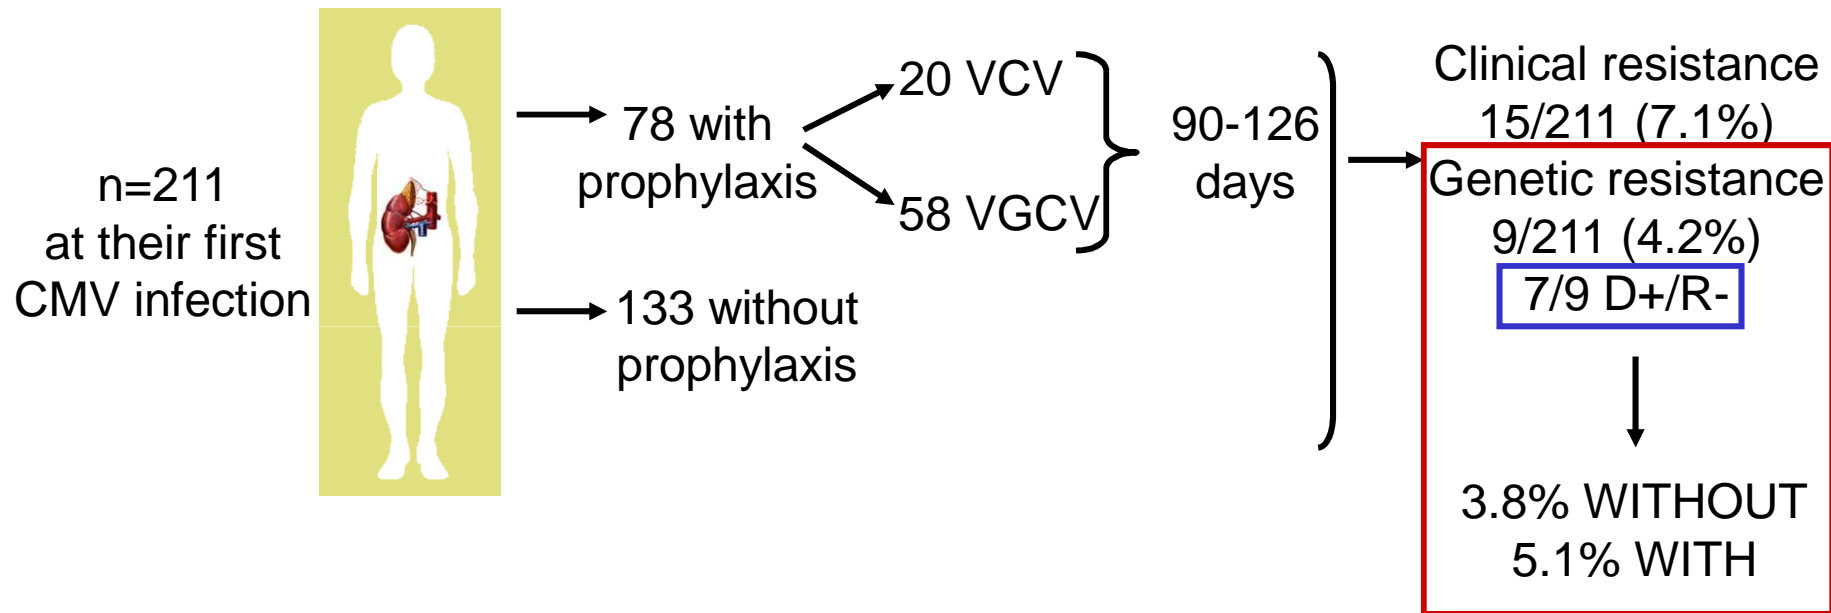 n=211
at their first
CMV infection
78 with
prophylaxis
133 without
prophylaxis
20 VCV
58 VGCV
90-126
days
Clinical resistance
15/211 (7.1%)
Genetic resistance
9/211 (4.2%)
7/9 D+/R-
3.8% WITHOUT
5.1% WITH